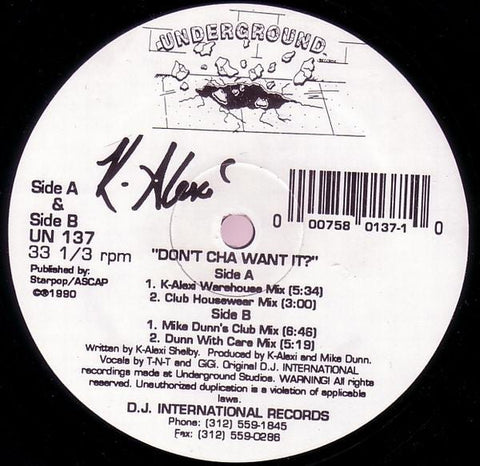 UNDERGROUND
K-Alexi
Side A
&
Side B
UN 137
33 1/3 rpm
Published by:
Starpop/ASCAP
©®1990
0 00758 0137-1 0
"DON'T CHA WANT IT?"
Side A
1. K-Alexi Warehouse Mix (5:34)
2. Club Housewear Mix (3:00)
Side B
1. Mike Dunn's Club Mix (6:46)
2. Dunn With Care Mix (5:19)
Written by K-Alexi Shelby. Produced by K-Alexi and Mike Dunn.
Vocals by T-N-T and GiGi. Original D.J. INTERNATIONAL
recordings made at Underground Studios. WARNING! All rights
reserved. Unauthorized duplication is a violation of applicable
laws.
D.J. INTERNATIONAL RECORDS
Phone: (312) 559-1845
Fax: (312) 559-0286